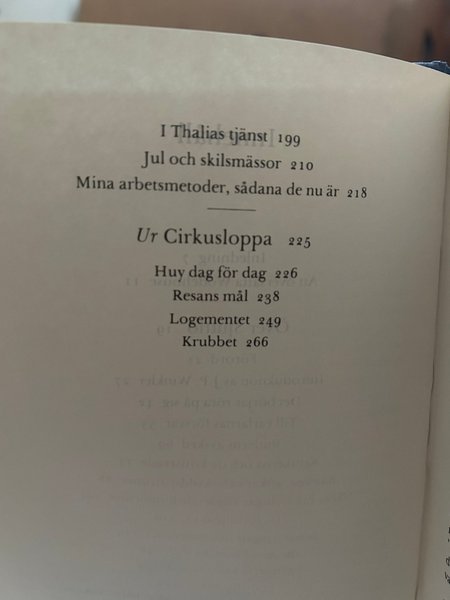 I Thalias tjänst 199
Jul och skilsmässor 210
Mina arbetsmetoder, sådana de nu är 218
Ur Cirkusloppa 225
Huy dag för dag 226
Resans mål 238
Logementet 249
Krubbet 266